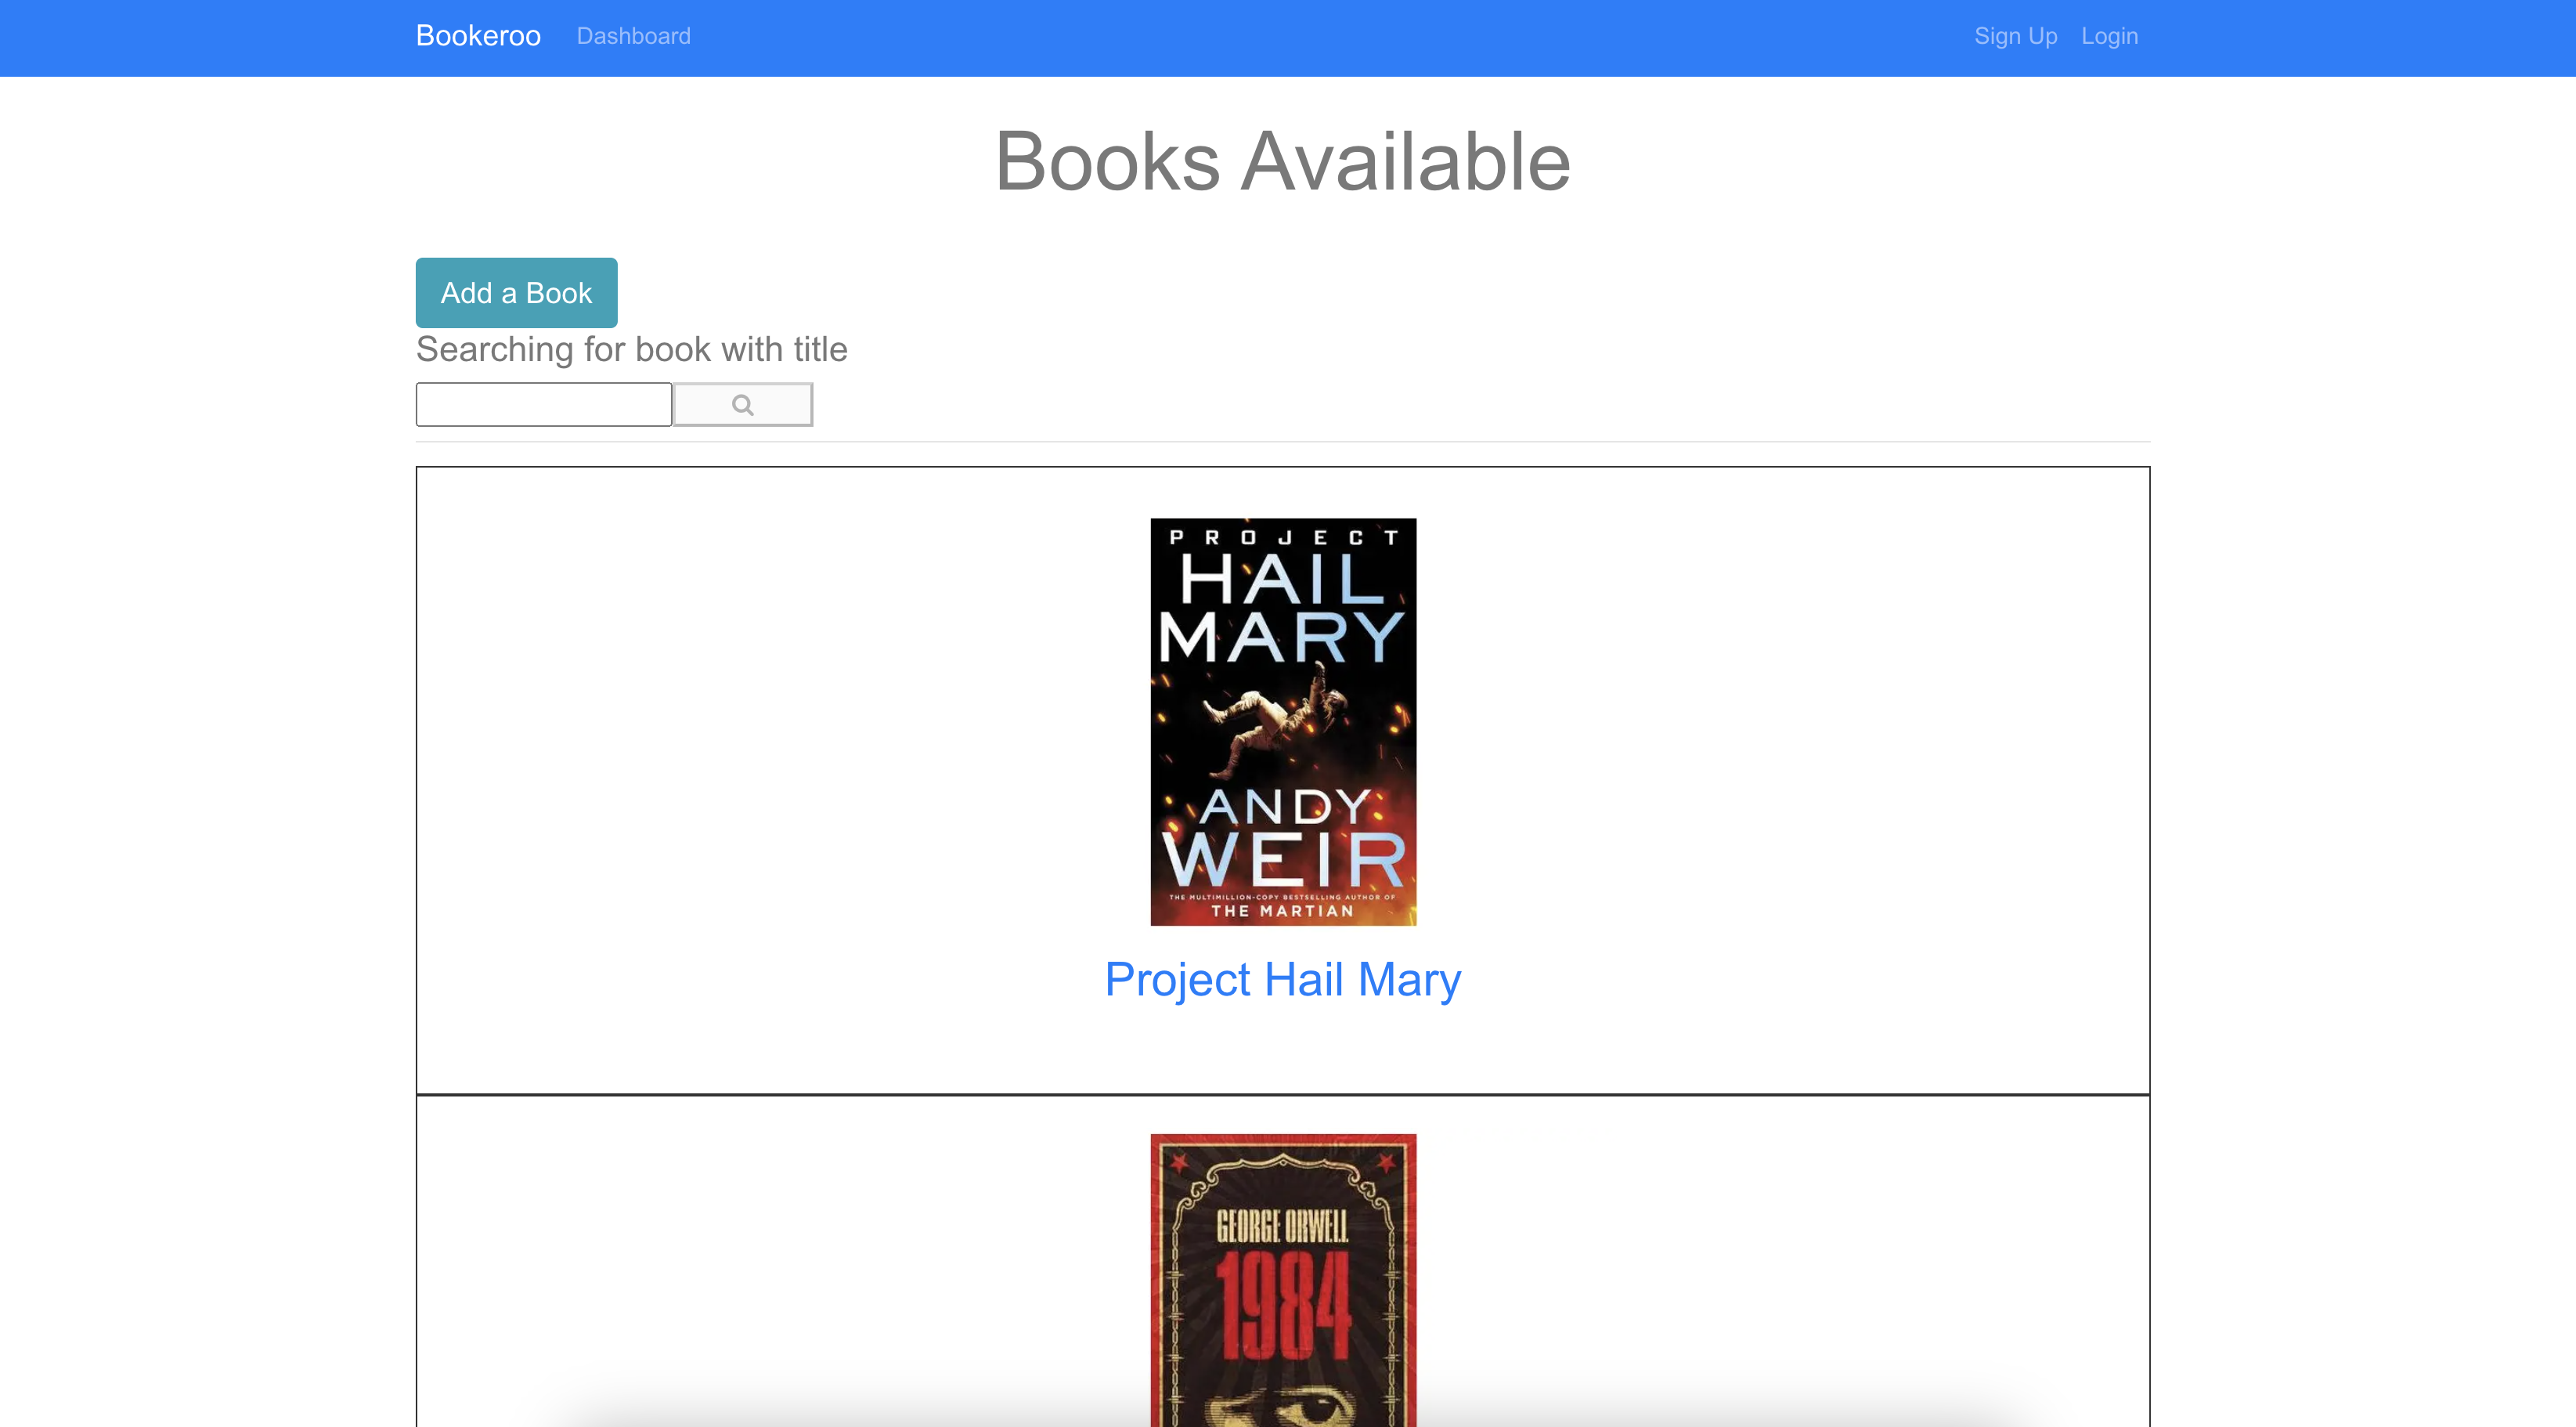 Bookeroo Dashboard Sign Up Login
Books Available
Add a Book
Searching for book with title
PROJECT
HAIL
MARY
ANDY
WEIR
THE MULTIMILLION-COPY BESTSELLING AUTHOR OF
THE MARTIAN
Project Hail Mary
GEORGE ORWELL
1984